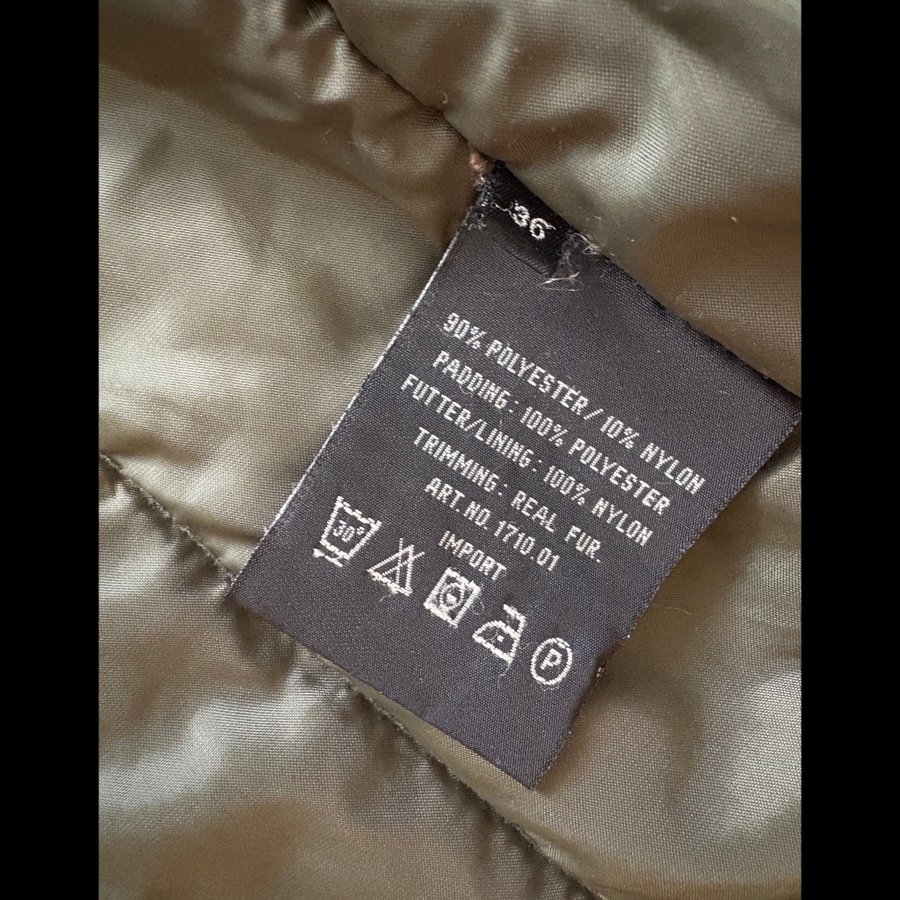 36
90% POLYESTER/10% NYLON
PADDING: 100% POLYESTER
FUTTER/LINING: 100% NYLON
TRIMMING: REAL FUR.
ART.NO. 1710.01
IMPORT
30°
P